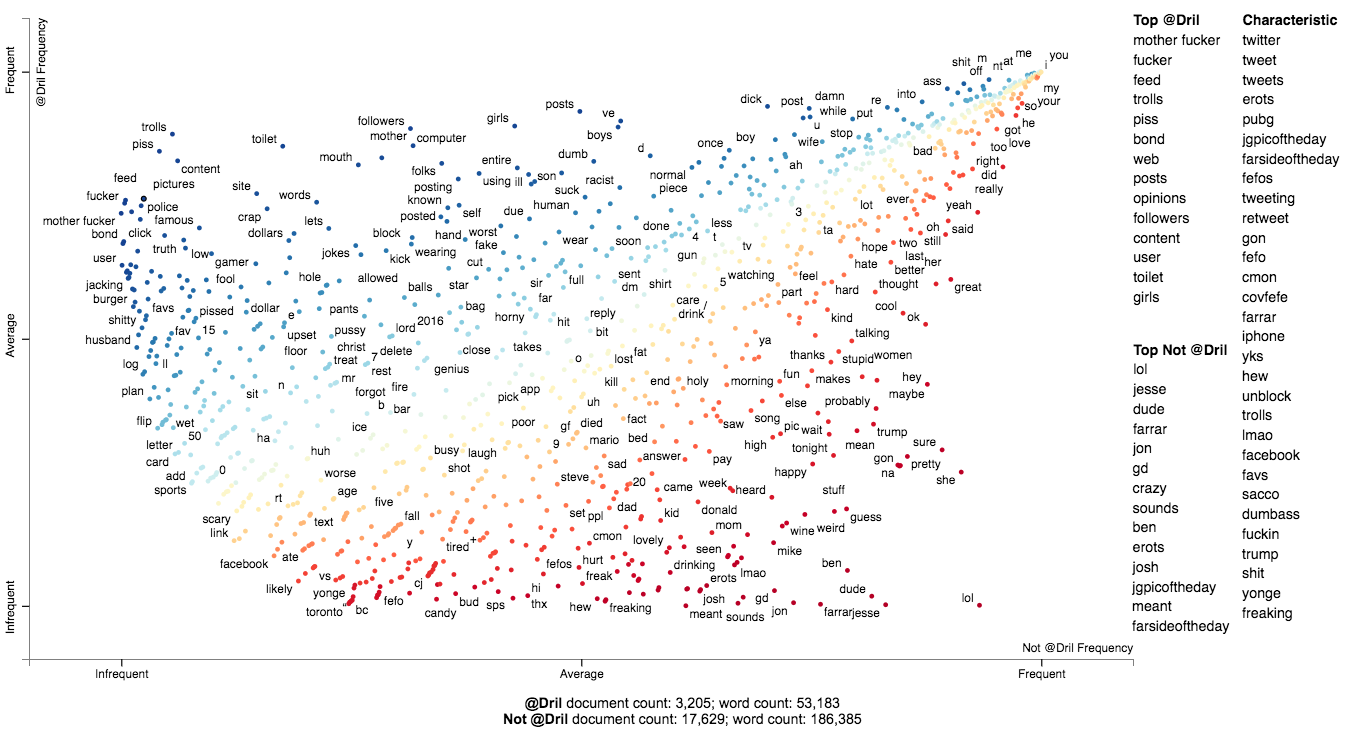 Frequent
@Dril Frequency
Average
Infrequent
you
me
m
shit
at
nt
i
off
ass
my
into
your
so
re
damn
dick
post
posts
while
put
ve
he
followers
girls
u
got
trolls
boys
stop
love
mother
computer
boy
wife
too
toilet
once
piss
d
bad
right
mouth
entire
dumb
ah
content
folks
son
normal
did
feed
using
ill
racist
really
pictures
site
posting
suck
piece
fucker
words
known
human
ever
police
crap
self
due
3
lot
yeah
mother fucker
famous
lets
posted
less
bond
click
dollars
block
hand
worst
done
ta
oh
said
wear
soon
4
t
tv
hope
two
still
truth
low
jokes
wearing
fake
user
gamer
kick
cut
gun
hate
last
her
better
jacking
fool
hole
allowed
star
sir
full
sent
dm
shirt
5
watching
feel
thought
great
burger
balls
far
care
/
part
hard
favs
pissed
dollar
e
pants
bag
drink
cool
shitty
lord
2016
horny
hit
reply
kind
ok
fav
15
upset
pussy
bit
husband
christ
delete
ya
talking
floor
treat
7
close
takes
o
lost
fat
thanks
stupid
women
log
ll
rest
genius
mr
fire
kill
end
holy
morning
fun
makes
hey
plan
sit
n
forgot
app
maybe
b
bar
pick
uh
else
probably
flip
wet
poor
gf
died
fact
song
saw
pic
wait
trump
letter
50
ha
ice
9
mario
bed
high
tonight
mean
sure
card
huh
busy
laugh
answer
pay
gon
pretty
add
0
worse
shot
sad
happy
na
she
sports
steve
20
came
week
heard
stuff
rt
age
five
scary
text
fall
set
ppl
dad
kid
donald
guess
link
cmon
mom
wine
weird
y
tired
+
lovely
seen
mike
facebook
ate
fefos
hurt
drinking
ben
likely
vs
cj
freak
erots
lmao
yonge
hi
dude
toronto
bc
fefo
candy
bud
sps
thx
hew
freaking
josh
gd
jon
lol
meant
sounds
farrar
jesse
Not @Dril Frequency
Infrequent
Average
Frequent
@Dril document count: 3,205; word count: 53,183
Not @Dril document count: 17,629; word count: 186,385
Top @Dril
mother fucker
fucker
feed
trolls
piss
bond
web
posts
opinions
followers
content
user
toilet
girls
Top Not @Dril
lol
jesse
dude
farrar
jon
gd
crazy
sounds
ben
erots
josh
jgpicoftheday
meant
farsideoftheday
Characteristic
twitter
tweet
tweets
erots
pubg
jgpicoftheday
farsideoftheday
fefos
tweeting
retweet
gon
fefo
cmon
covfefe
farrar
iphone
yks
hew
unblock
trolls
lmao
facebook
favs
sacco
dumbass
fuckin
trump
shit
yonge
freaking